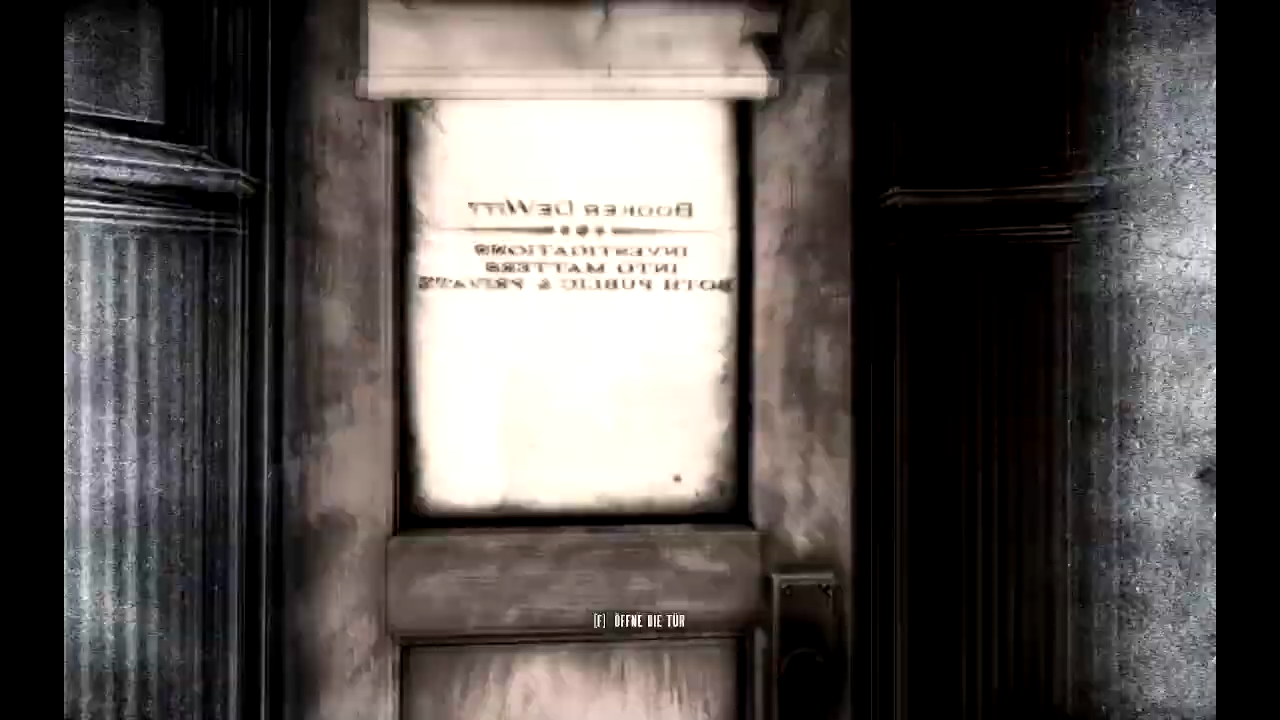 BOOKER DEWITT
INVESTIGATIONS
INTO MATTERS
BOTH PUBLIC & PRIVATE
[F] ÖFFNE DIE TÜR